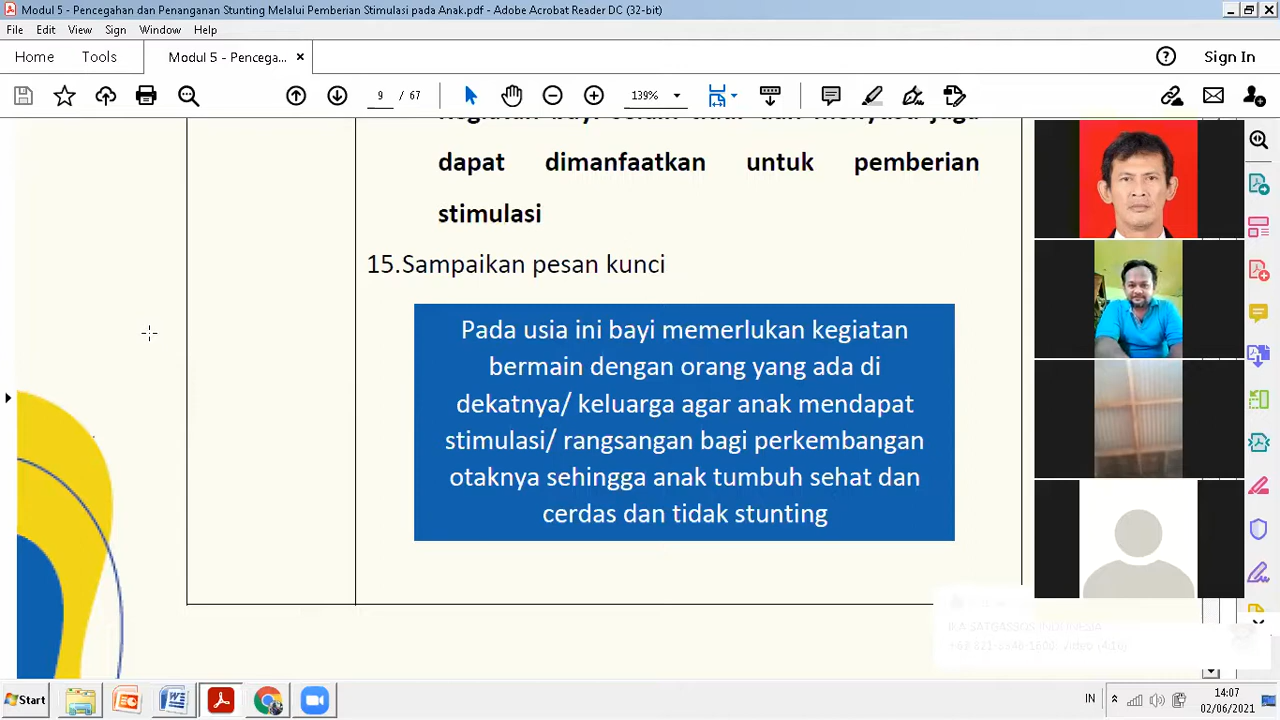 Modul 5 - Pencegahan dan Penanganan Stunting Melalui Pemberian Stimulasi pada Anak.pdf - Adobe Acrobat Reader DC (32-bit)
File Edit View Sign Window Help
Home Tools Modul 5 - Pencega... × Sign In
9 / 67 139%
dapat dimanfaatkan untuk pemberian
stimulasi
15.Sampaikan pesan kunci
Pada usia ini bayi memerlukan kegiatan
bermain dengan orang yang ada di
dekatnya/ keluarga agar anak mendapat
stimulasi/ rangsangan bagi perkembangan
otaknya sehingga anak tumbuh sehat dan
cerdas dan tidak stunting
Start
IN
14:07
02/06/2021